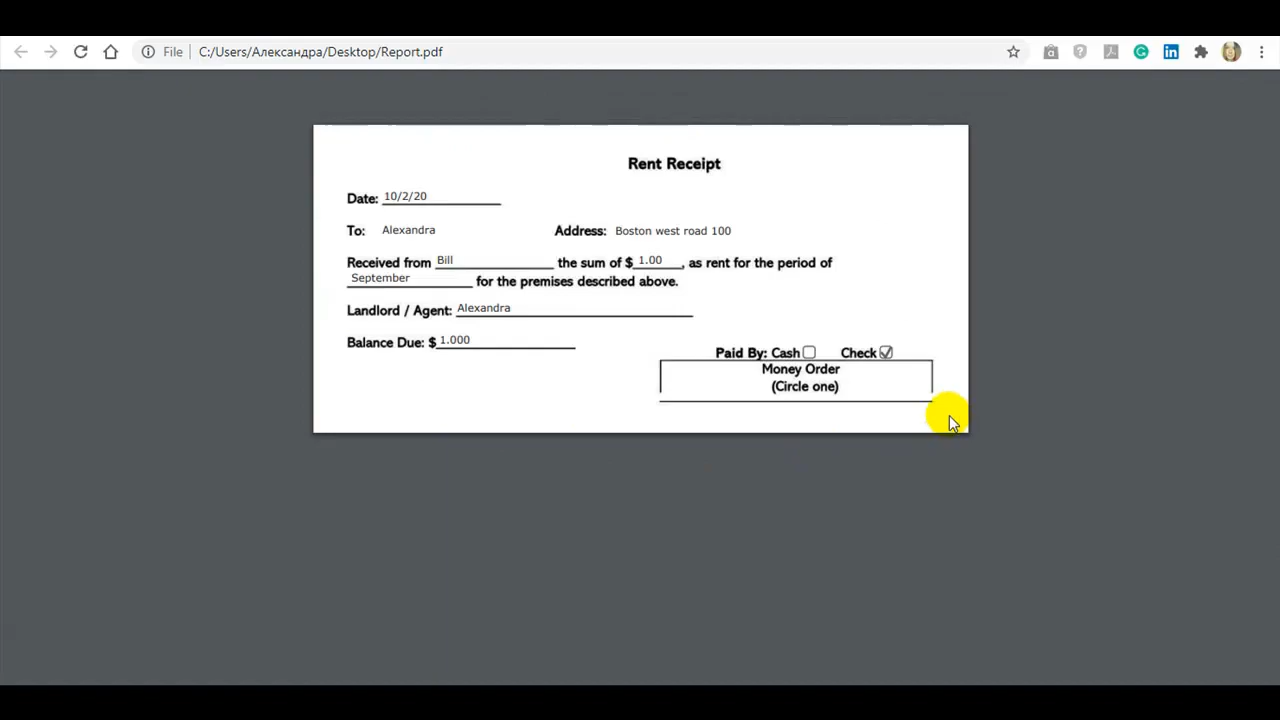 File C:/Users/Александра/Desktop/Report.pdf
Rent Receipt
Date: 10/2/20
To: Alexandra Address: Boston west road 100
Received from Bill the sum of $ 1.00, as rent for the period of
September for the premises described above.
Landlord / Agent: Alexandra
Balance Due: $ 1.000
Paid By: Cash Check
Money Order
(Circle one)